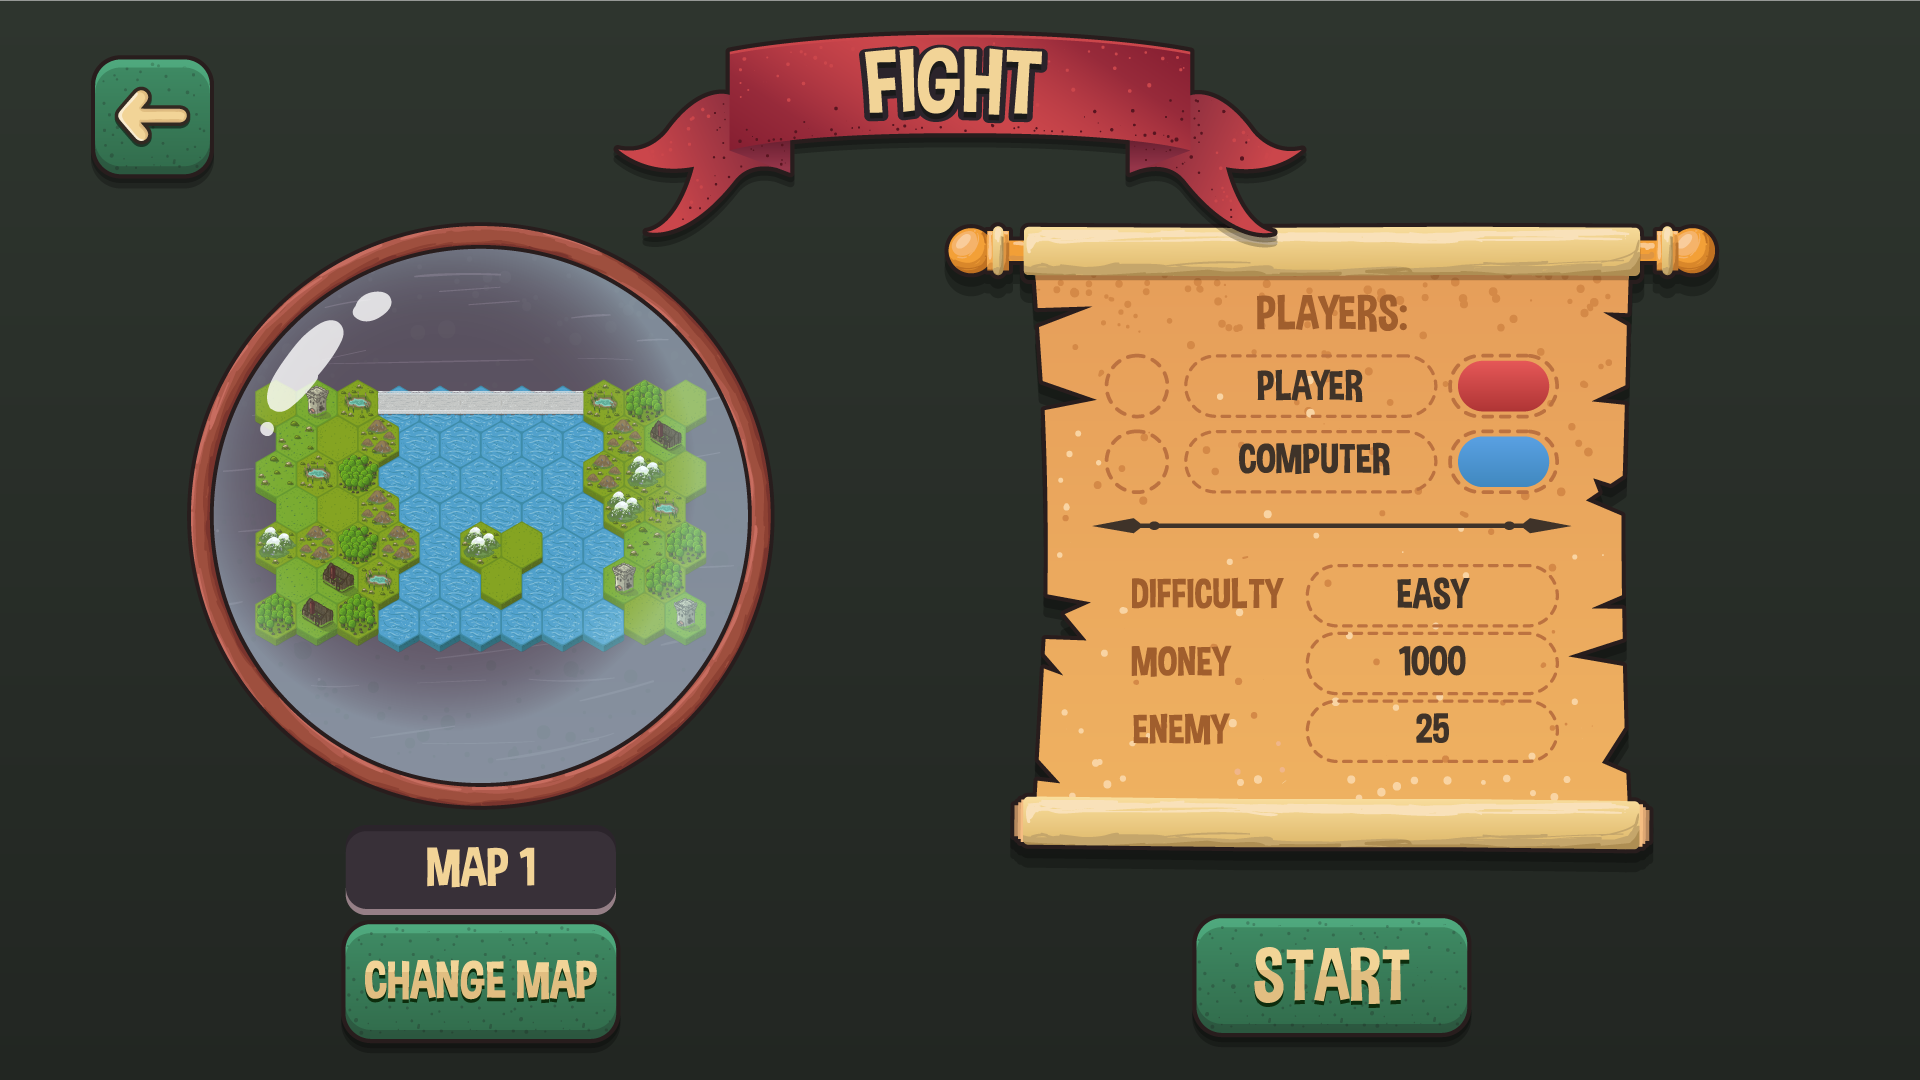 FIGHT
PLAYERS:
PLAYER
COMPUTER
DIFFICULTY EASY
MONEY 1000
ENEMY 25
MAP 1
CHANGE MAP
START